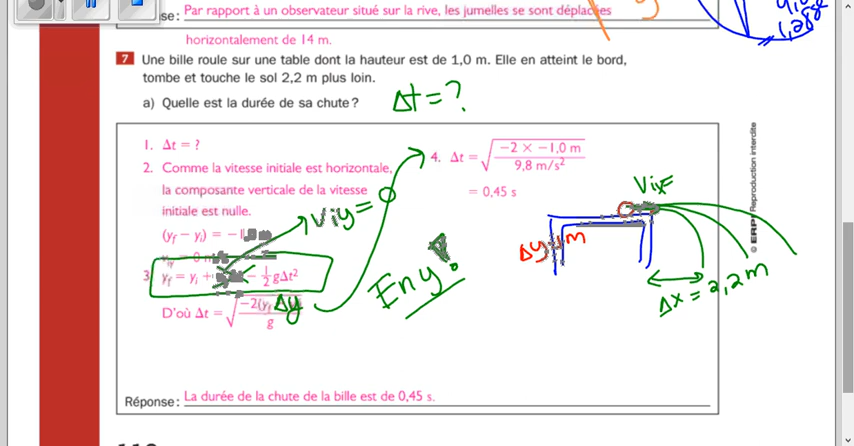 se : Par rapport à un observateur situé sur la rive, les jumelles se sont déplacées
horizontalement de 14 m.
7 Une bille roule sur une table dont la hauteur est de 1,0 m. Elle en atteint le bord,
tombe et touche le sol 2,2 m plus loin.
a) Quelle est la durée de sa chute ?
Δt = ?
1. Δt = ?
2. Comme la vitesse initiale est horizontale,
la composante verticale de la vitesse
initiale est nulle.
Viy = 0
(yf – yi) = –1
3 yf = yi + – ½gΔt²
D'où Δt = √ –2(yf Δy / g
4. Δt = √ –2 × –1,0 m / 9,8 m/s²
= 0,45 s
En y
Vix =
Δy 1m
Δx = 2,2 m
© ERPI Reproduction interdite
Réponse : La durée de la chute de la bille est de 0,45 s.